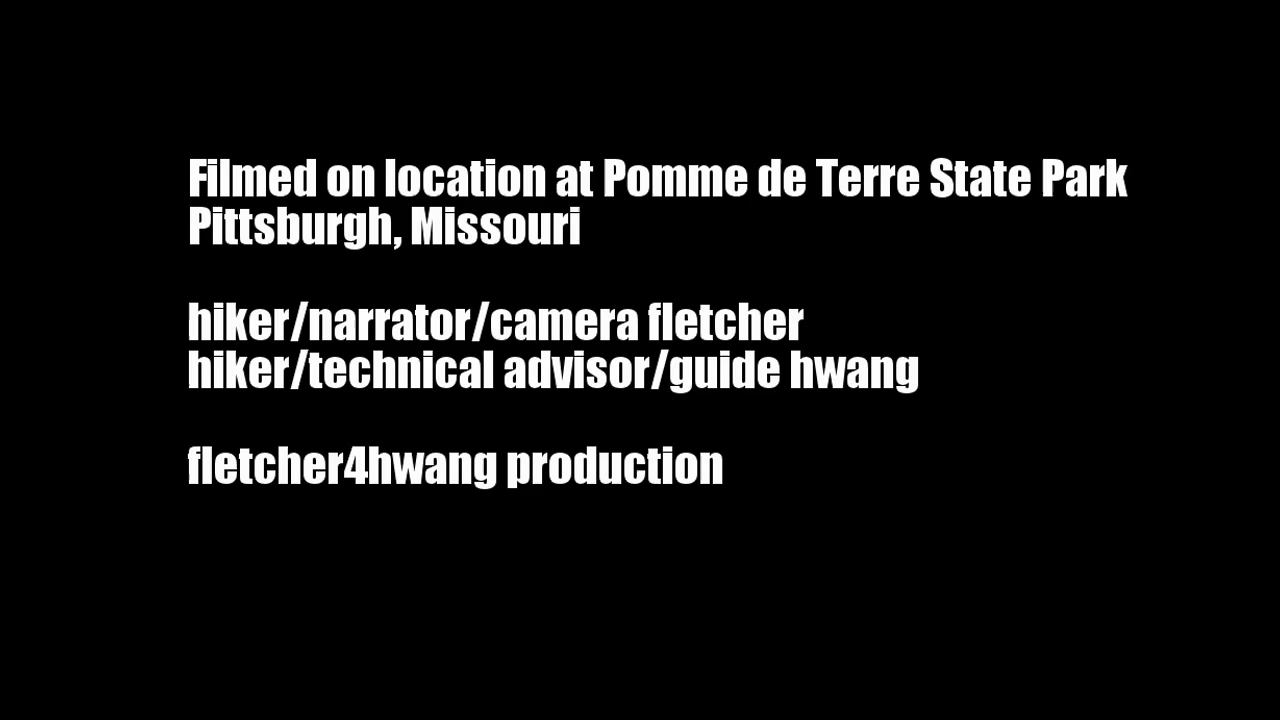 Filmed on location at Pomme de Terre State Park
Pittsburgh, Missouri
hiker/narrator/camera fletcher
hiker/technical advisor/guide hwang
fletcher4hwang production